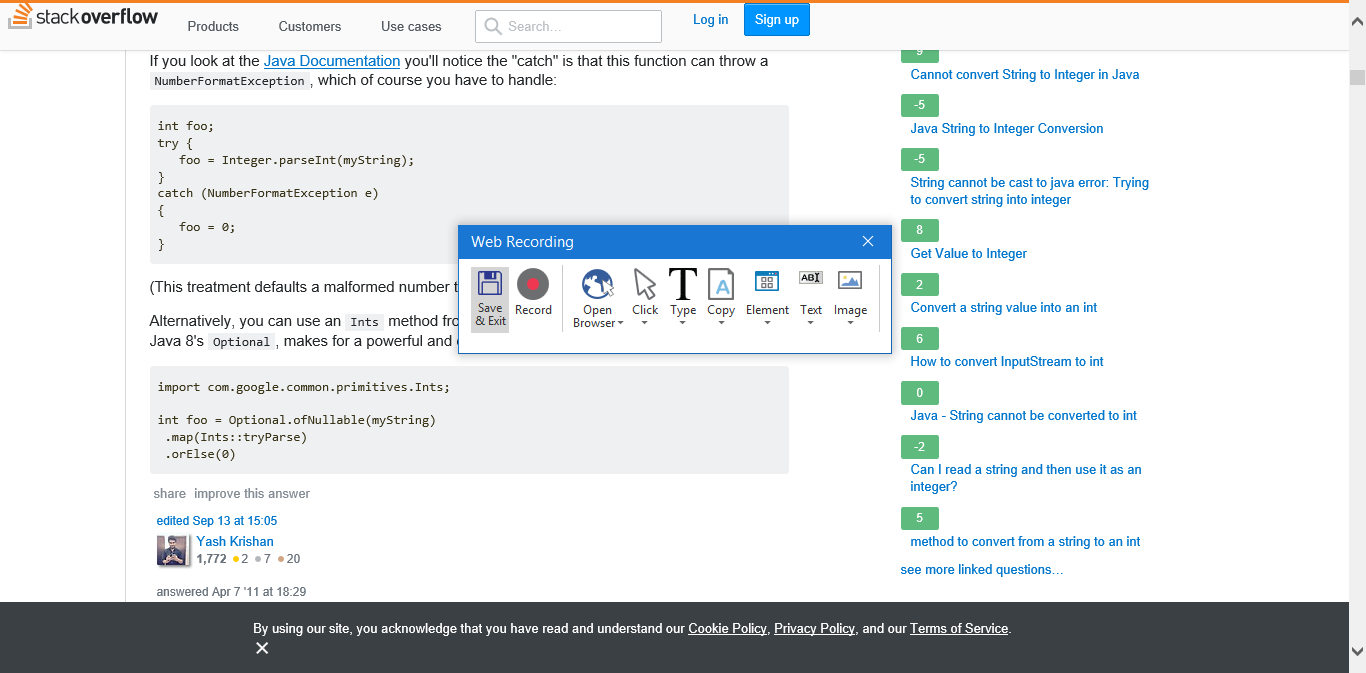 stackoverflow
Products Customers Use cases Search... Log in Sign up
If you look at the Java Documentation you'll notice the "catch" is that this function can throw a
NumberFormatException , which of course you have to handle:
int foo;
try {
foo = Integer.parseInt(myString);
}
catch (NumberFormatException e)
{
foo = 0;
}
(This treatment defaults a malformed number t
Alternatively, you can use an Ints method fro
Java 8's Optional , makes for a powerful and
import com.google.common.primitives.Ints;
int foo = Optional.ofNullable(myString)
.map(Ints::tryParse)
.orElse(0)
share improve this answer
edited Sep 13 at 15:05
Yash Krishan
1,772 2 7 20
answered Apr 7 '11 at 18:29
Web Recording
Save
& Exit
Record
Open
Browser
Click
Type
Copy
Element
Text
Image
T
A
ABI
9
Cannot convert String to Integer in Java
-5
Java String to Integer Conversion
-5
String cannot be cast to java error: Trying
to convert string into integer
8
Get Value to Integer
2
Convert a string value into an int
6
How to convert InputStream to int
0
Java - String cannot be converted to int
-2
Can I read a string and then use it as an
integer?
5
method to convert from a string to an int
see more linked questions...
By using our site, you acknowledge that you have read and understand our Cookie Policy, Privacy Policy, and our Terms of Service.